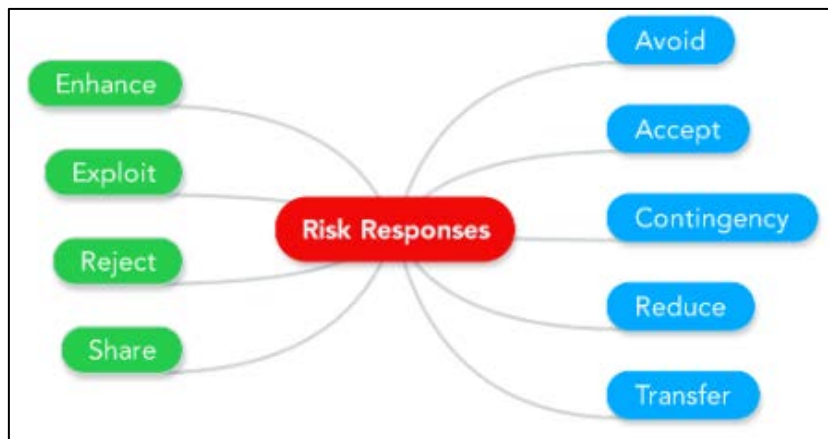 Enhance
Exploit
Reject
Share
Risk Responses
Avoid
Accept
Contingency
Reduce
Transfer